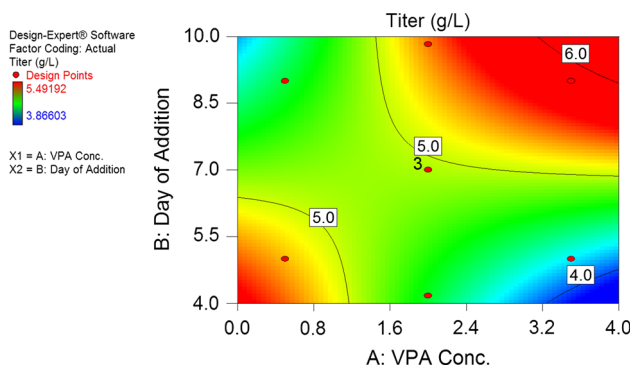 Design-Expert® Software
Factor Coding: Actual
Titer (g/L)
Design Points
5.49192
3.86603
X1 = A: VPA Conc.
X2 = B: Day of Addition
Titer (g/L)
B: Day of Addition
10.0
8.5
7.0
5.5
4.0
6.0
5.0
3
5.0
4.0
0.0 0.8 1.6 2.4 3.2 4.0
A: VPA Conc.